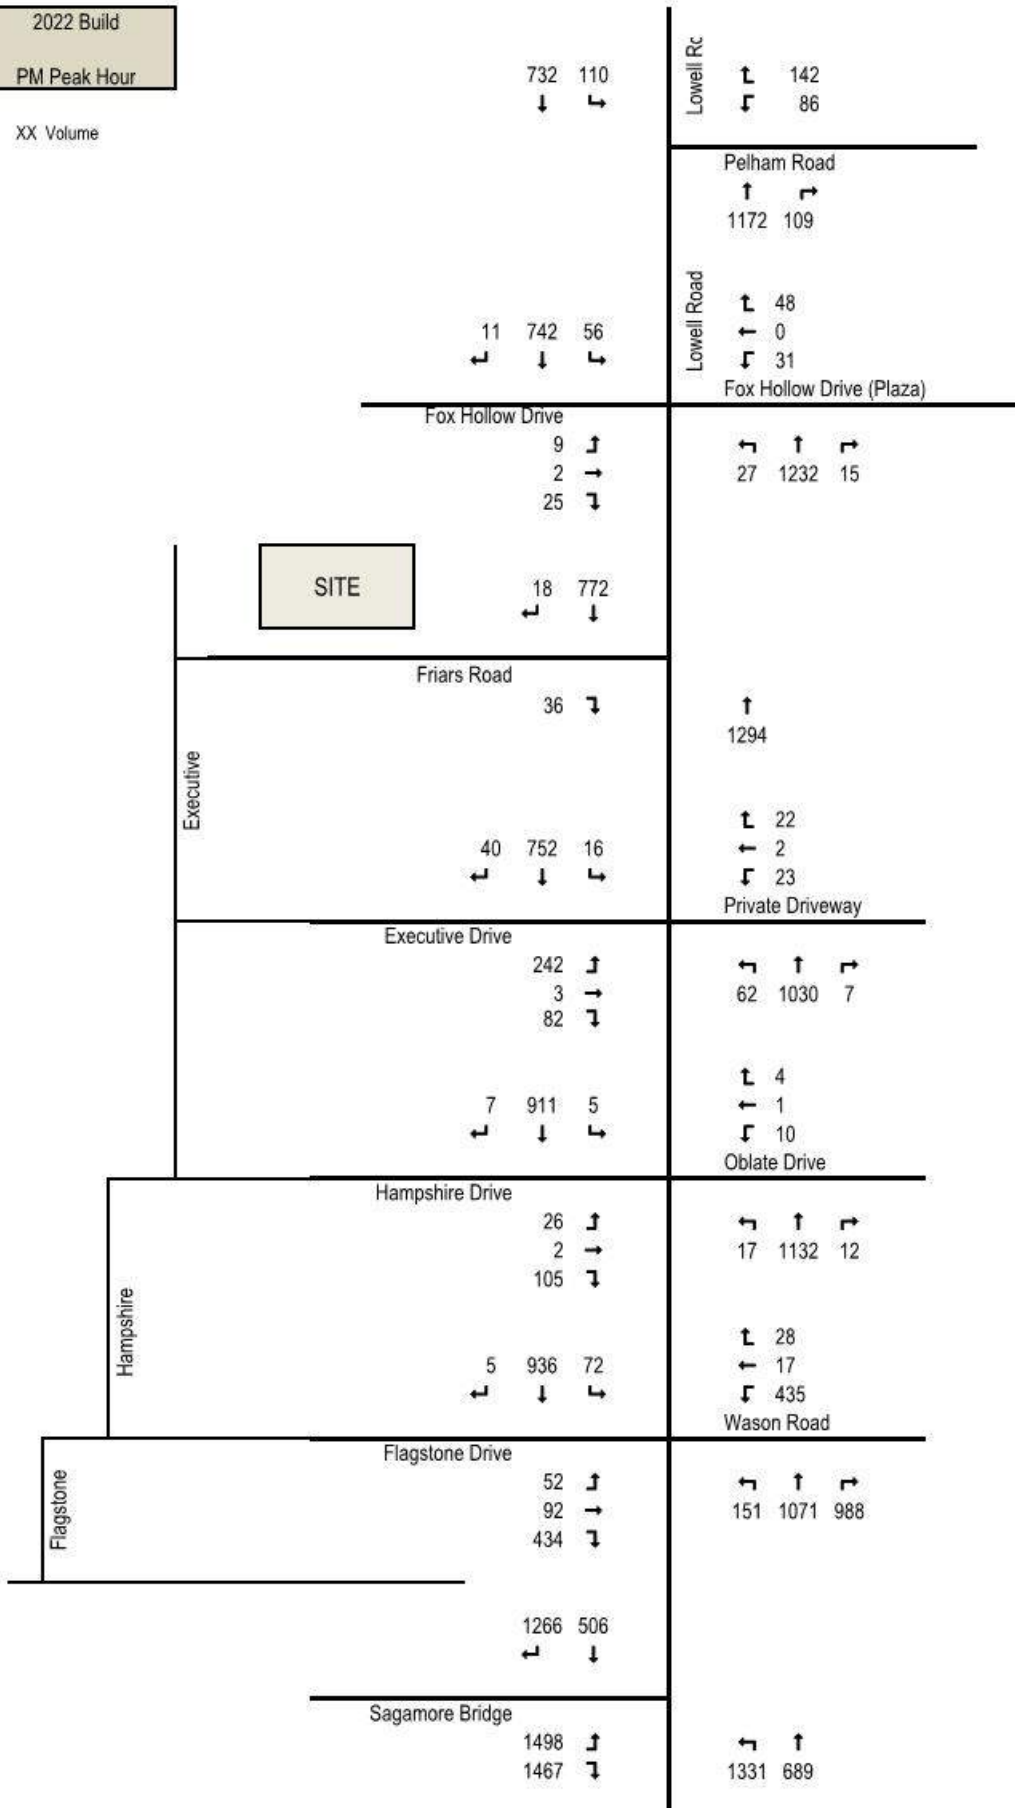 2022 Build
PM Peak Hour
XX Volume
732 110
Lowell Rc
142
86
Pelham Road
1172 109
Lowell Road
48
11 742 56
0
31
Fox Hollow Drive (Plaza)
Fox Hollow Drive
9
2
25
27 1232 15
SITE
18 772
Friars Road
36
1294
Executive
22
40 752 16
2
23
Private Driveway
Executive Drive
242
3
82
62 1030 7
4
7 911 5
1
10
Oblate Drive
Hampshire Drive
26
2
105
17 1132 12
Hampshire
28
5 936 72
17
435
Wason Road
Flagstone Drive
52
92
434
151 1071 988
Flagstone
1266 506
Sagamore Bridge
1498
1467
1331 689